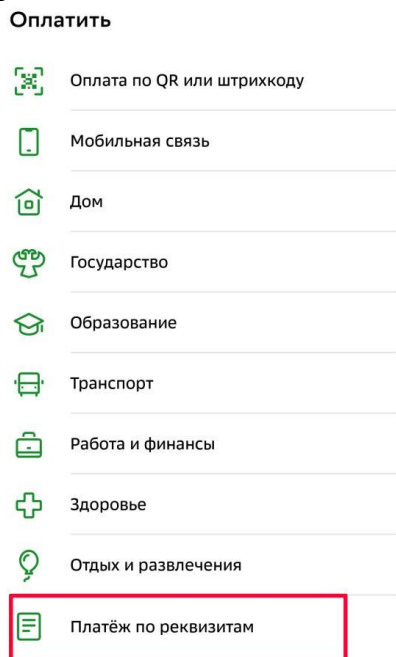 Оплатить
Оплата по QR или штрихкоду
Мобильная связь
Дом
Государство
Образование
Транспорт
Работа и финансы
Здоровье
Отдых и развлечения
Платёж по реквизитам